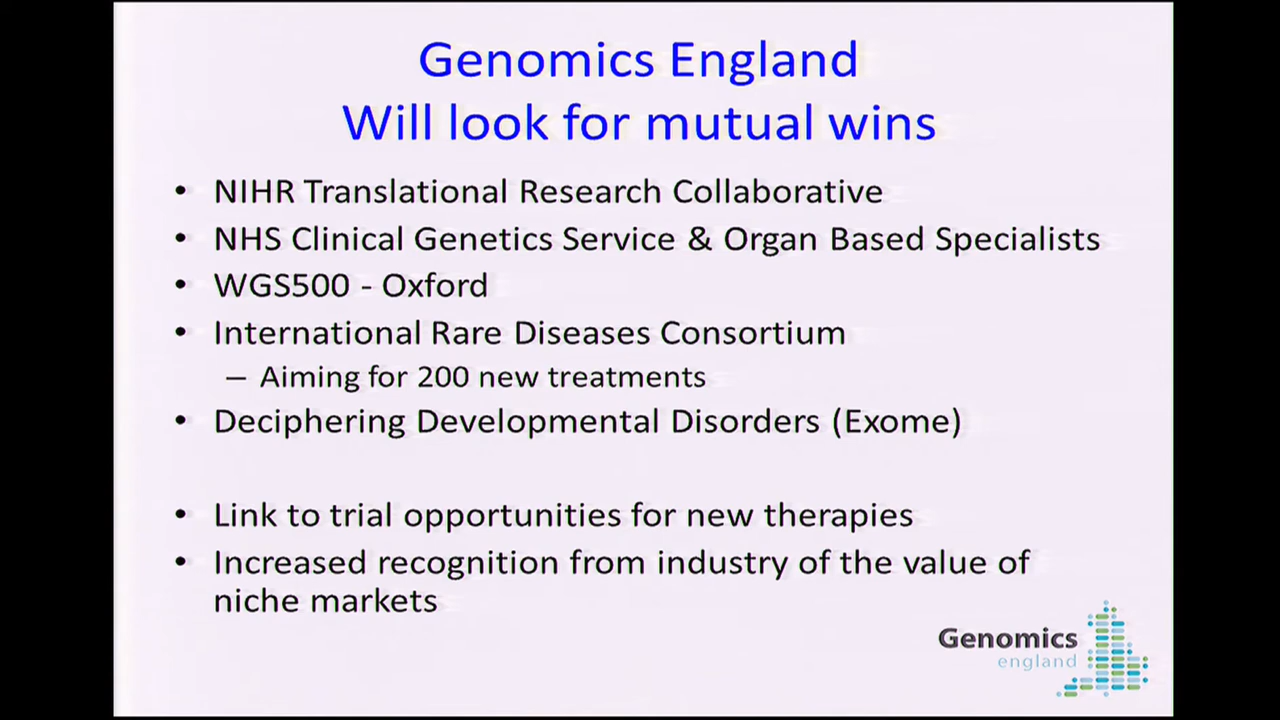 Genomics England
Will look for mutual wins
• NIHR Translational Research Collaborative
• NHS Clinical Genetics Service & Organ Based Specialists
• WGS500 - Oxford
• International Rare Diseases Consortium
– Aiming for 200 new treatments
• Deciphering Developmental Disorders (Exome)
• Link to trial opportunities for new therapies
• Increased recognition from industry of the value of
niche markets
Genomics
england